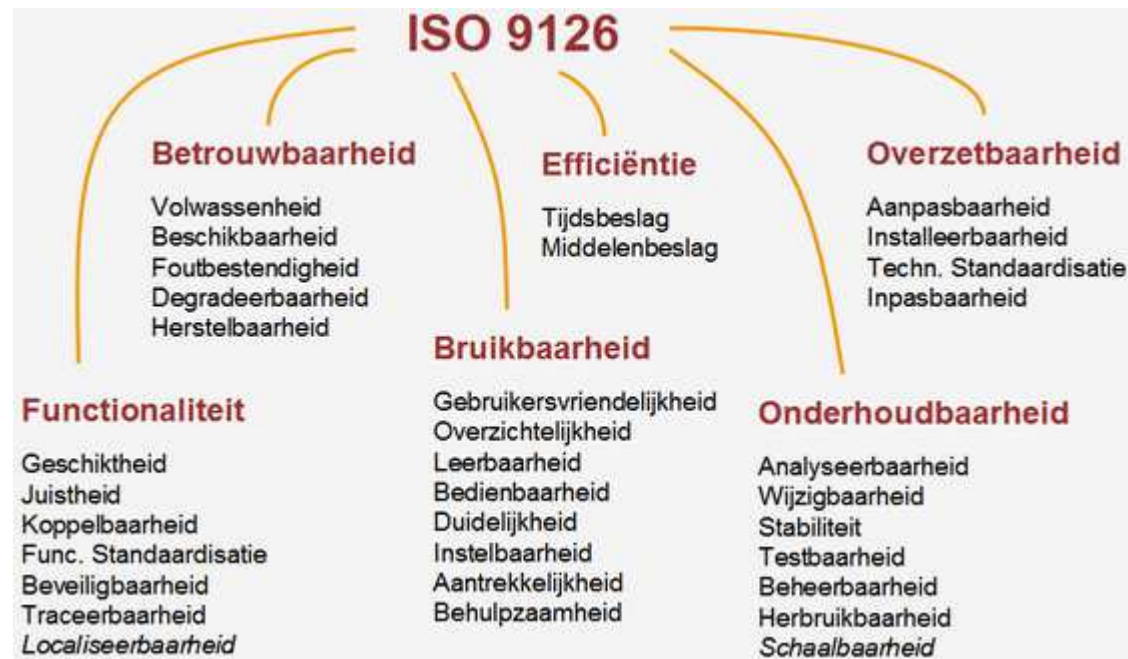 ISO 9126
Betrouwbaarheid
Volwassenheid
Beschikbaarheid
Foutbestendigheid
Degradeerbaarheid
Herstelbaarheid
Efficiëntie
Tijdsbeslag
Middelenbeslag
Overzetbaarheid
Aanpasbaarheid
Installeerbaarheid
Techn. Standaardisatie
Inpasbaarheid
Functionaliteit
Geschiktheid
Juistheid
Koppelbaarheid
Func. Standaardisatie
Beveiligbaarheid
Traceerbaarheid
Localiseerbaarheid
Bruikbaarheid
Gebruikersvriendelijkheid
Overzichtelijkheid
Leerbaarheid
Bedienbaarheid
Duidelijkheid
Instelbaarheid
Aantrekkelijkheid
Behulpzaamheid
Onderhoudbaarheid
Analyseerbaarheid
Wijzigbaarheid
Stabiliteit
Testbaarheid
Beheerbaarheid
Herbruikbaarheid
Schaalbaarheid